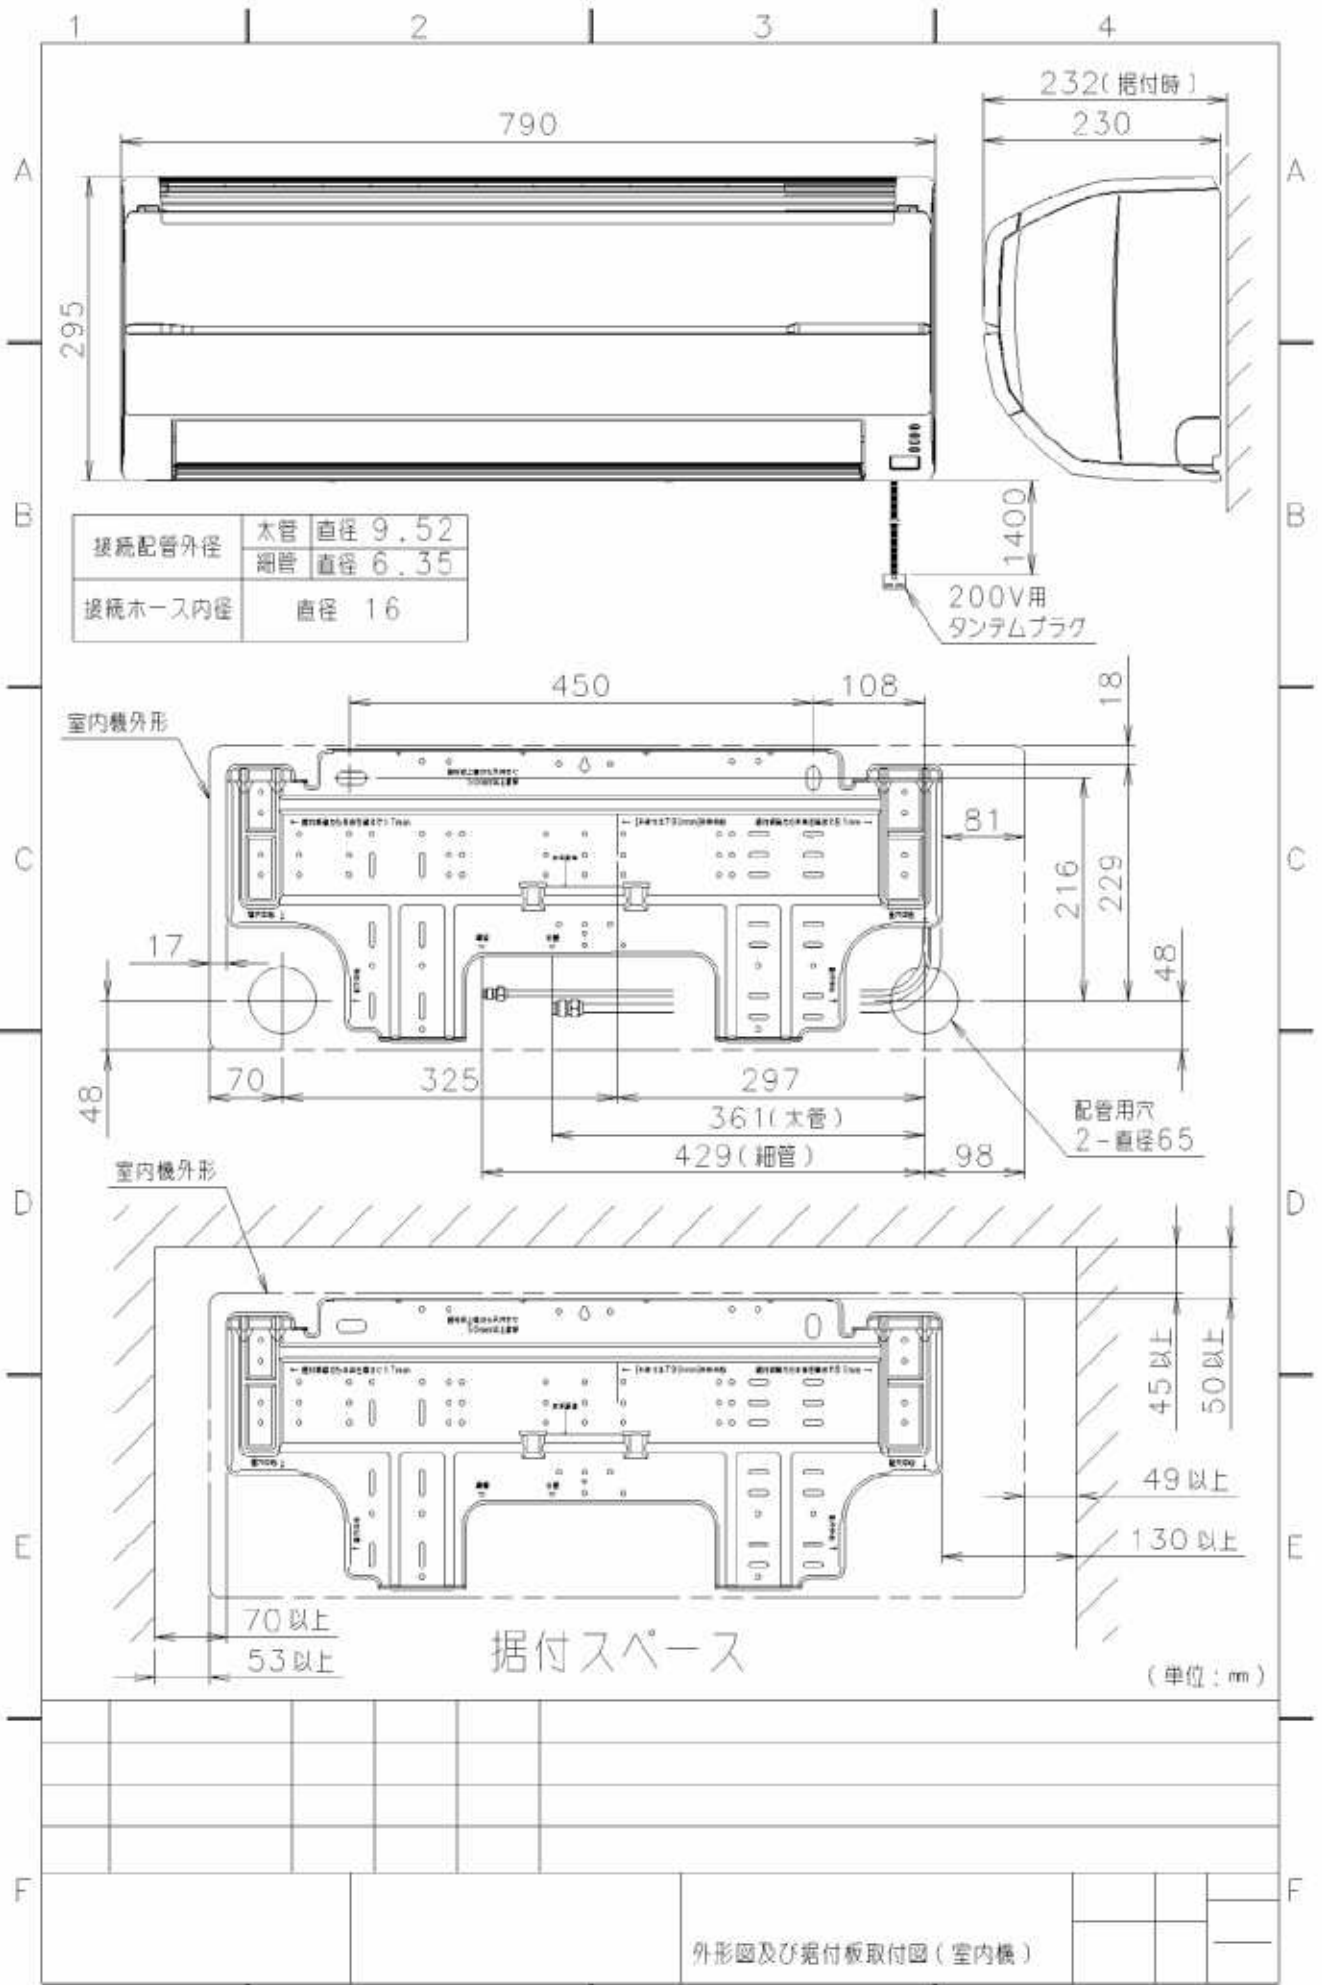 1 2 3 4
A
A
B
B
C
C
D
D
E
E
F
F
232(据付時)
230
790
295
1400
200V用
タンデムプラグ
接続配管外径 太管 直径 9.52
細管 直径 6.35
接続ホース内径 直径 16
室内機外形
450
108
18
81
216
229
48
17
48
70
325
297
361(太管)
429(細管)
98
配管用穴
2-直径65
室内機外形
45以上
50以上
49以上
130以上
70以上
53以上
据付スペース
(単位:mm)
外形図及び据付板取付図(室内機)